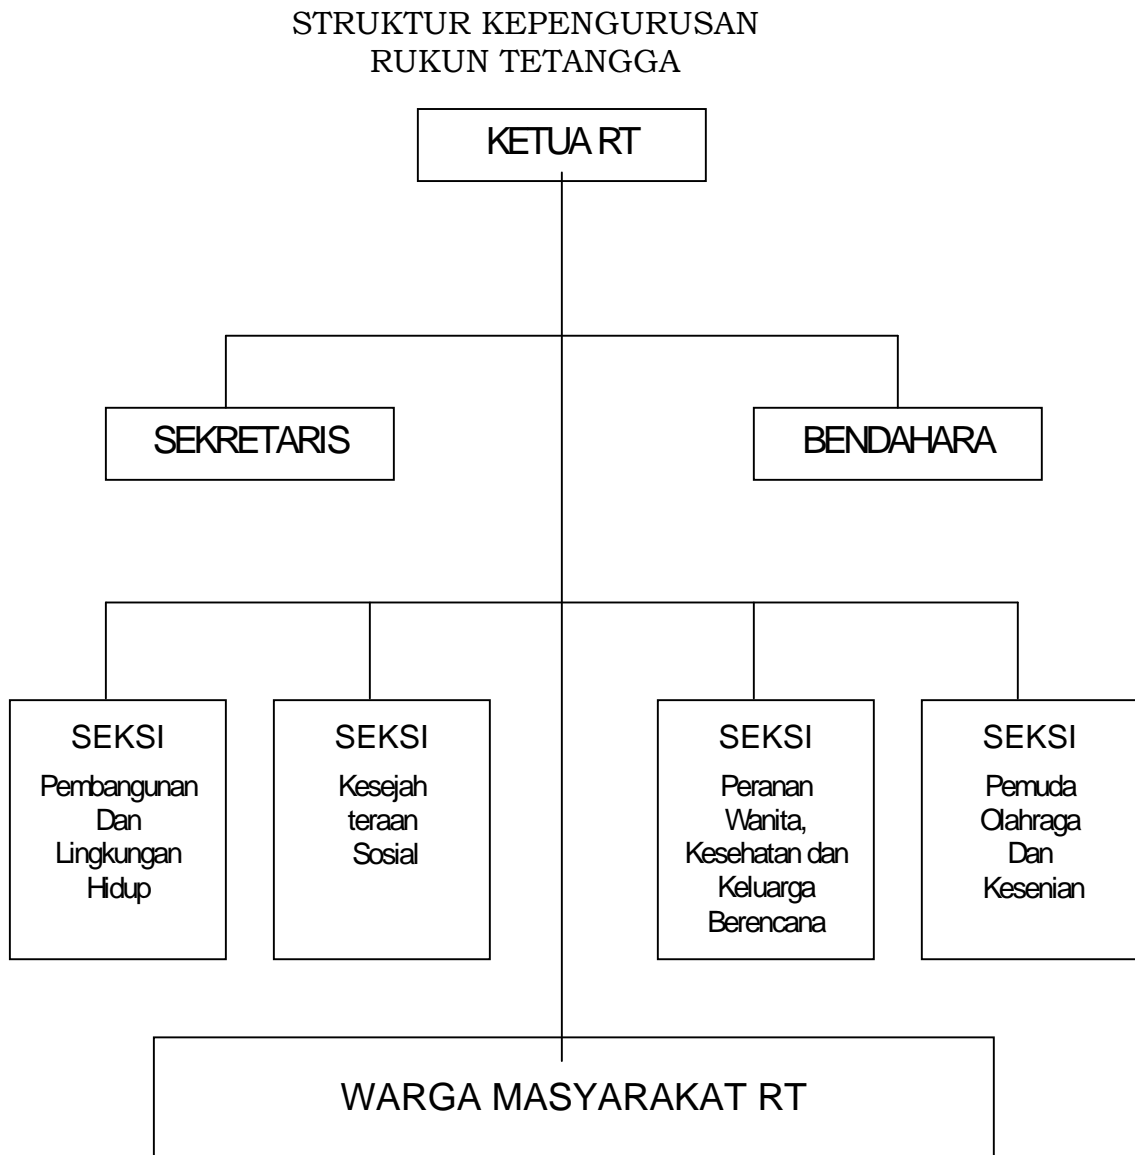 STRUKTUR KEPENGURUSAN
RUKUN TETANGGA
KETUA RT
SEKRETARIS
BENDAHARA
SEKSI
Pembangunan
Dan
Lingkungan
Hidup
SEKSI
Kesejah
teraan
Sosial
SEKSI
Peranan
Wanita,
Kesehatan dan
Keluarga
Berencana
SEKSI
Pemuda
Olahraga
Dan
Kesenian
WARGA MASYARAKAT RT